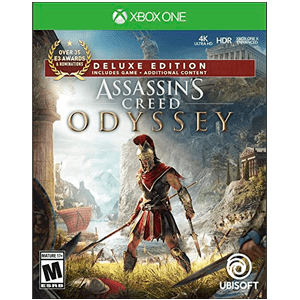 XBOX ONE
OVER 35
E3 AWARDS
& NOMINATIONS
4K
ULTRA HD
HDR
XBOX ONE X
ENHANCED
DELUXE EDITION
INCLUDES GAME + ADDITIONAL CONTENT
ASSASSIN'S
CREED
ODYSSEY
MATURE 17+
M
ESRB
UBISOFT